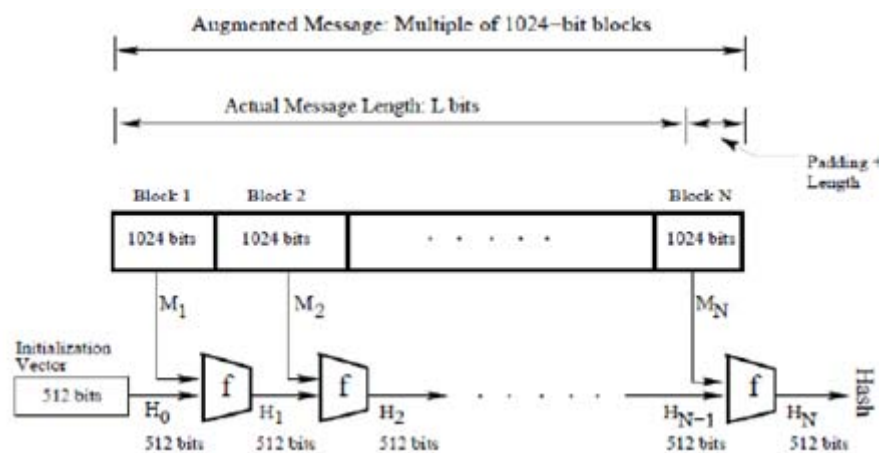 Augmented Message: Multiple of 1024-bit blocks
Actual Message Length: L bits
Padding +
Length
Block 1 Block 2 Block N
1024 bits 1024 bits . . . . . 1024 bits
M1 M2 MN
Initialization
Vector
512 bits f f f Hash
H0 H1 H2 . . . . . HN-1 HN
512 bits 512 bits 512 bits 512 bits 512 bits